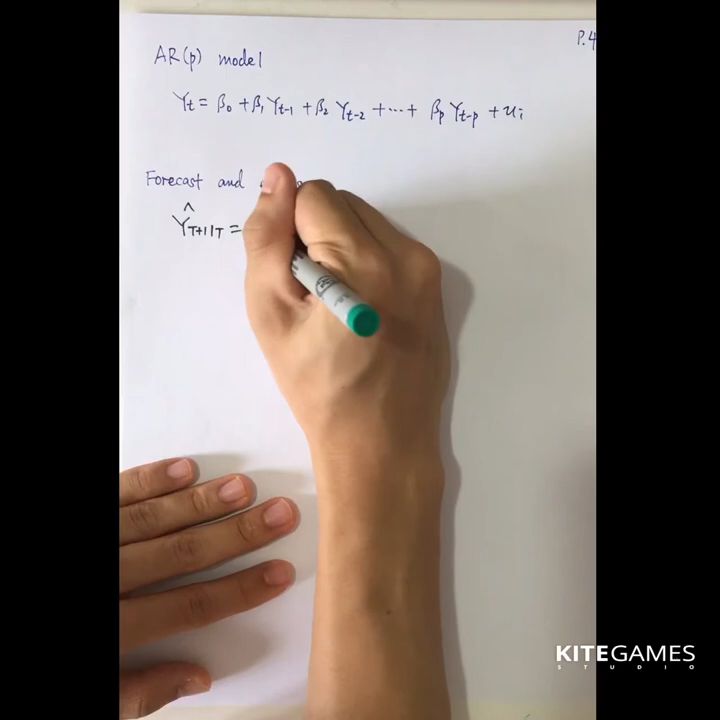 P.4
AR(p) model
Yt = β₀ + β₁ Yt-1 + β₂ Yt-2 + ... + βp Yt-p + ui
Forecast and
ŶT+1|T =
KITEGAMES
STUDIO